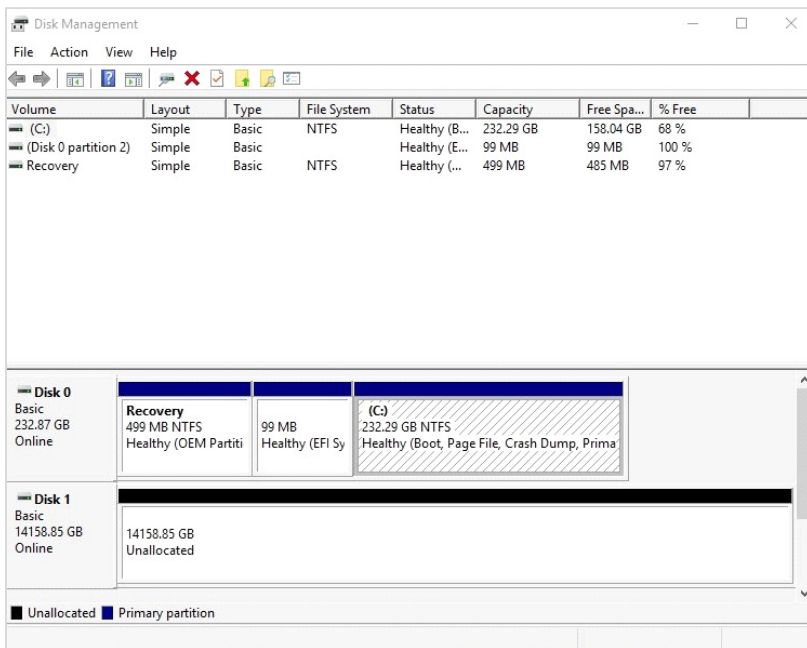 Disk Management
File Action View Help
Volume Layout Type File System Status Capacity Free Spa... % Free
(C:) Simple Basic NTFS Healthy (B... 232.29 GB 158.04 GB 68 %
(Disk 0 partition 2) Simple Basic Healthy (E... 99 MB 99 MB 100 %
Recovery Simple Basic NTFS Healthy (... 499 MB 485 MB 97 %
Disk 0
Basic
232.87 GB
Online
Recovery
499 MB NTFS
Healthy (OEM Partiti
99 MB
Healthy (EFI Sy
(C:)
232.29 GB NTFS
Healthy (Boot, Page File, Crash Dump, Prima
Disk 1
Basic
14158.85 GB
Online
14158.85 GB
Unallocated
Unallocated Primary partition